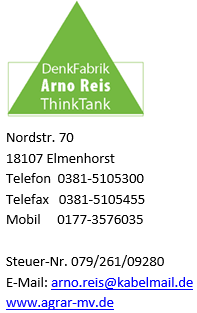 DenkFabrik
Arno Reis
ThinkTank
Nordstr. 70
18107 Elmenhorst
Telefon 0381-5105300
Telefax 0381-5105455
Mobil 0177-3576035
Steuer-Nr. 079/261/09280
E-Mail: arno.reis@kabelmail.de
www.agrar-mv.de